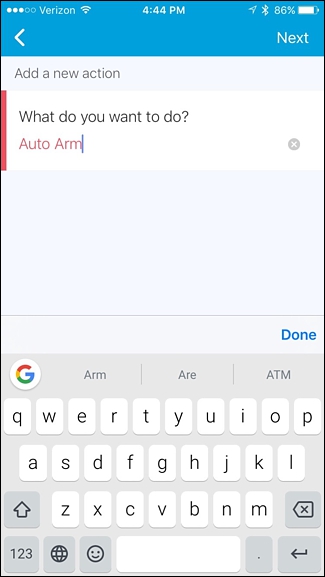 Verizon 4:44 PM 86%
Next
Add a new action
What do you want to do?
Auto Arm
Done
G Arm Are ATM
q w e r t y u i o p
a s d f g h j k l
z x c v b n m
123 .